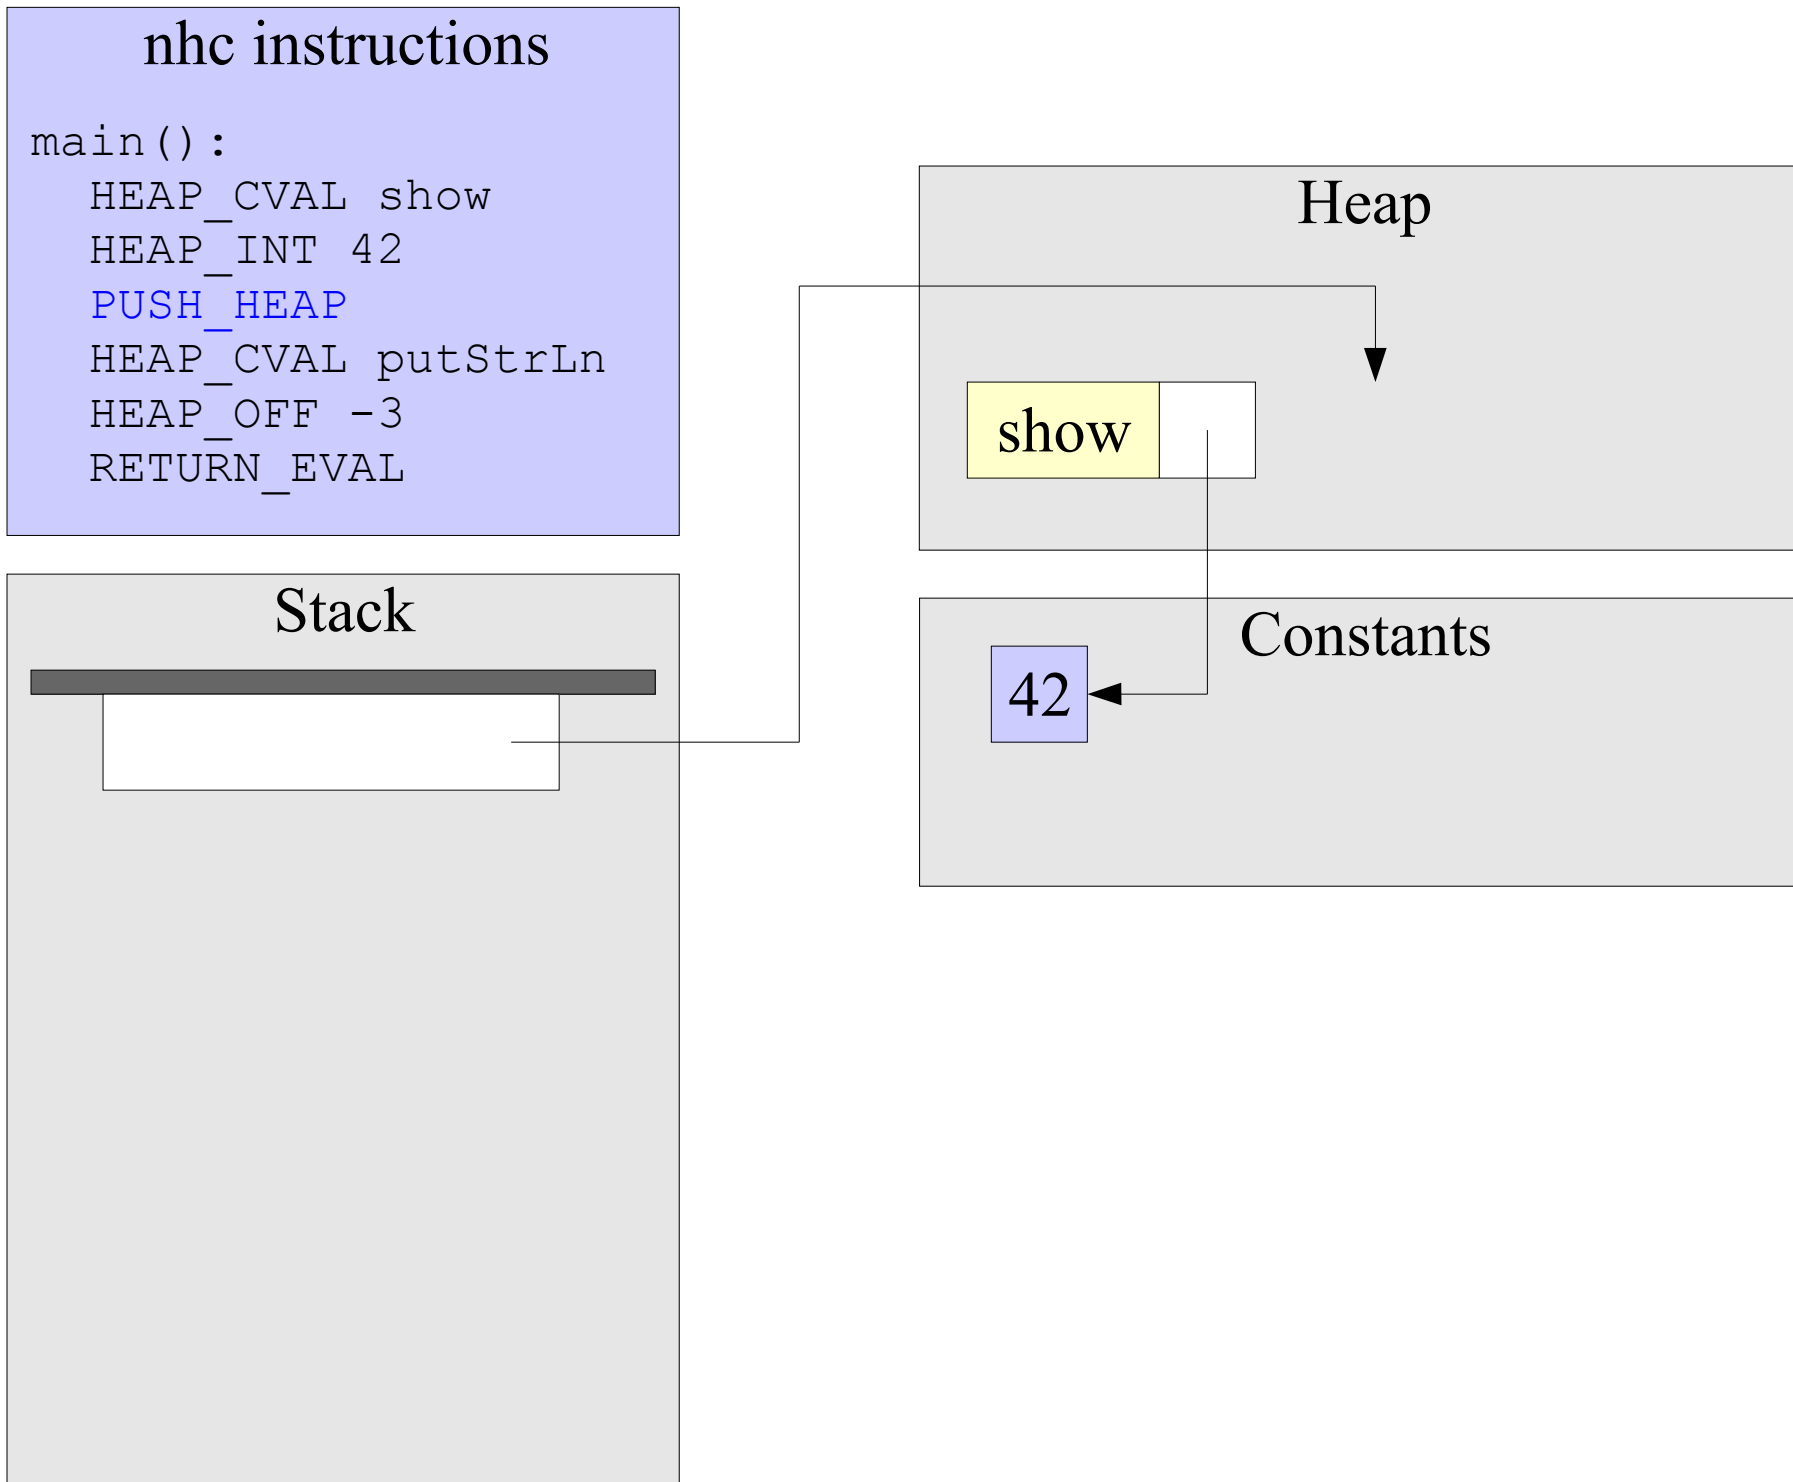 nhc instructions
main():
  HEAP_CVAL show
  HEAP_INT 42
  PUSH_HEAP
  HEAP_CVAL putStrLn
  HEAP_OFF -3
  RETURN_EVAL
Heap
show
Stack
Constants
42